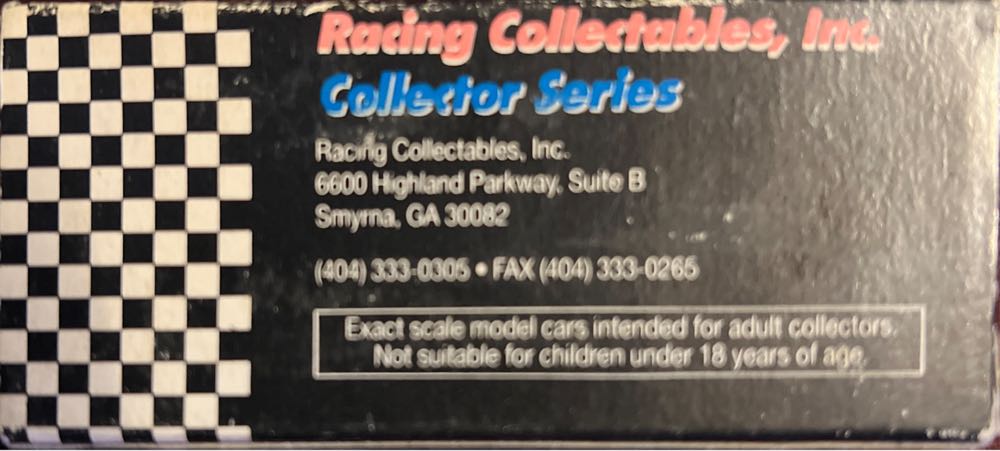 Racing Collectables, Inc.
Collector Series
Racing Collectables, Inc.
6600 Highland Parkway, Suite B
Smyrna, GA 30082
(404) 333-0305 • FAX (404) 333-0265
Exact scale model cars intended for adult collectors.
Not suitable for children under 18 years of age.